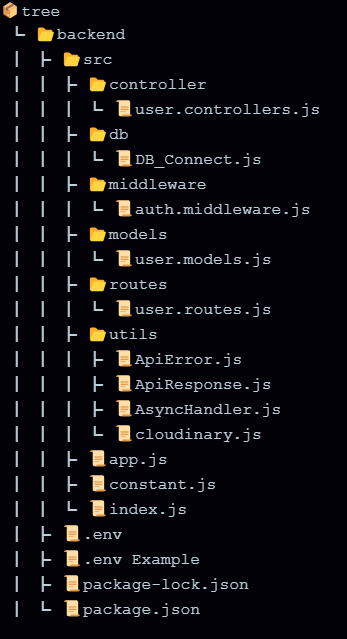 tree
backend
src
controller
user.controllers.js
db
DB_Connect.js
middleware
auth.middleware.js
models
user.models.js
routes
user.routes.js
utils
ApiError.js
ApiResponse.js
AsyncHandler.js
cloudinary.js
app.js
constant.js
index.js
.env
.env Example
package-lock.json
package.json